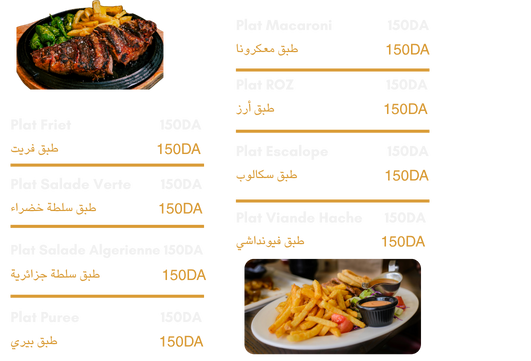 Plat Friet 150DA
طبق فريت 150DA
Plat Salade Verte 150DA
طبق سلطة خضراء 150DA
Plat Salade Algerienne 150DA
طبق سلطة جزائرية 150DA
Plat Puree 150DA
طبق بيري 150DA
Plat Macaroni 150DA
طبق معكرونا 150DA
Plat ROZ 150DA
طبق أرز 150DA
Plat Escalope 150DA
طبق سكالوب 150DA
Plat Viande Hache 150DA
طبق فيونداشي 150DA